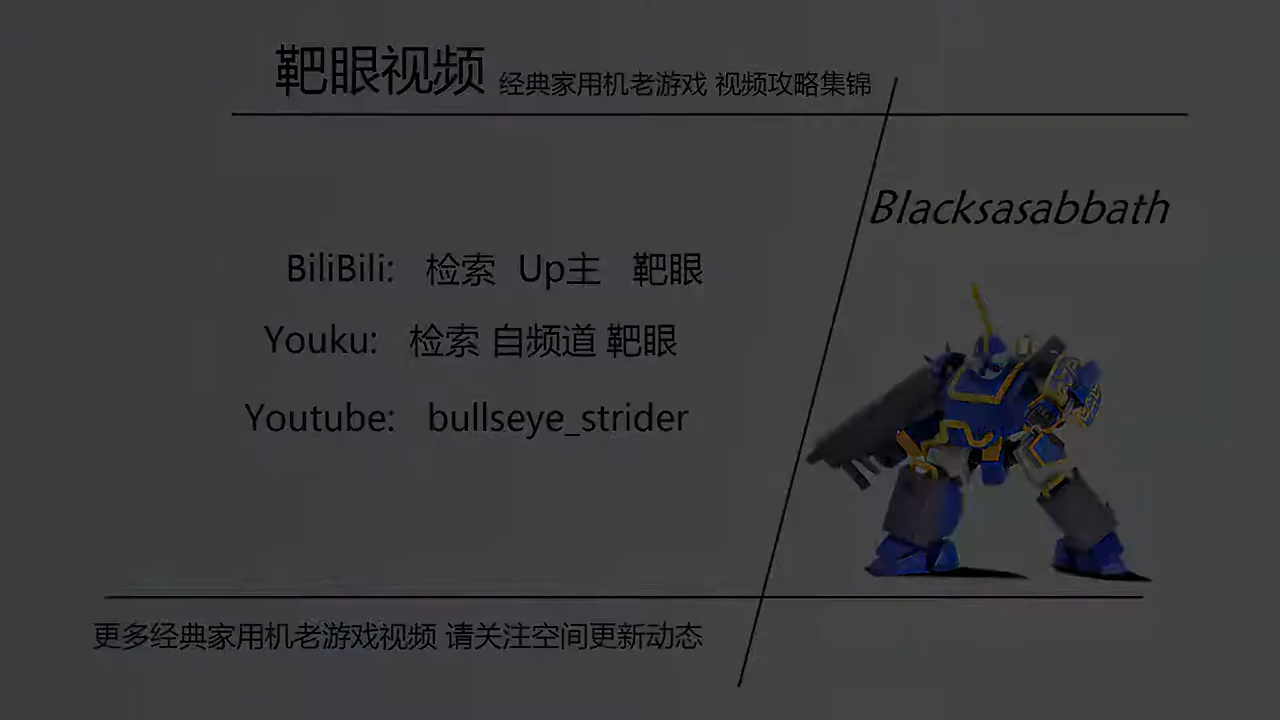 靶眼视频 经典家用机老游戏 视频攻略集锦
Blacksasabbath
BiliBili: 检索 Up主 靶眼
Youku: 检索 自频道 靶眼
Youtube: bullseye_strider
更多经典家用机老游戏视频 请关注空间更新动态